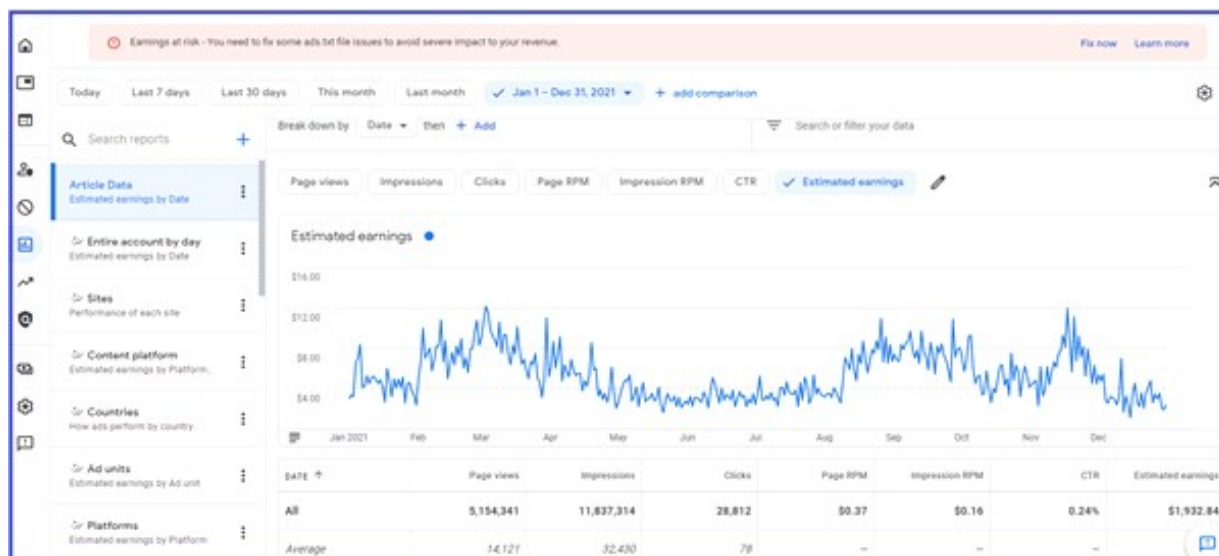 Earnings at risk - You need to fix some ads.txt file issues to avoid severe impact to your revenue. Fix now Learn more
Today Last 7 days Last 30 days This month Last month Jan 1 – Dec 31, 2021 + add comparison
Search reports +
Break down by Date then + Add Search or filter your data
Article Data
Estimated earnings by Date
Entire account by day
Estimated earnings by Date
Sites
Performance of each site
Content platform
Estimated earnings by Platform...
Countries
How ads perform by country
Ad units
Estimated earnings by Ad unit
Platforms
Estimated earnings by Platform
Page views Impressions Clicks Page RPM Impression RPM CTR Estimated earnings
Estimated earnings
$16.00
$12.00
$8.00
$4.00
Jan 2021 Feb Mar Apr May Jun Jul Aug Sep Oct Nov Dec
DATE Page views Impressions Clicks Page RPM Impression RPM CTR Estimated earnings
All 5,154,341 11,837,314 28,812 $0.37 $0.16 0.24% $1,932.84
Average 14,121 32,430 78 – – –